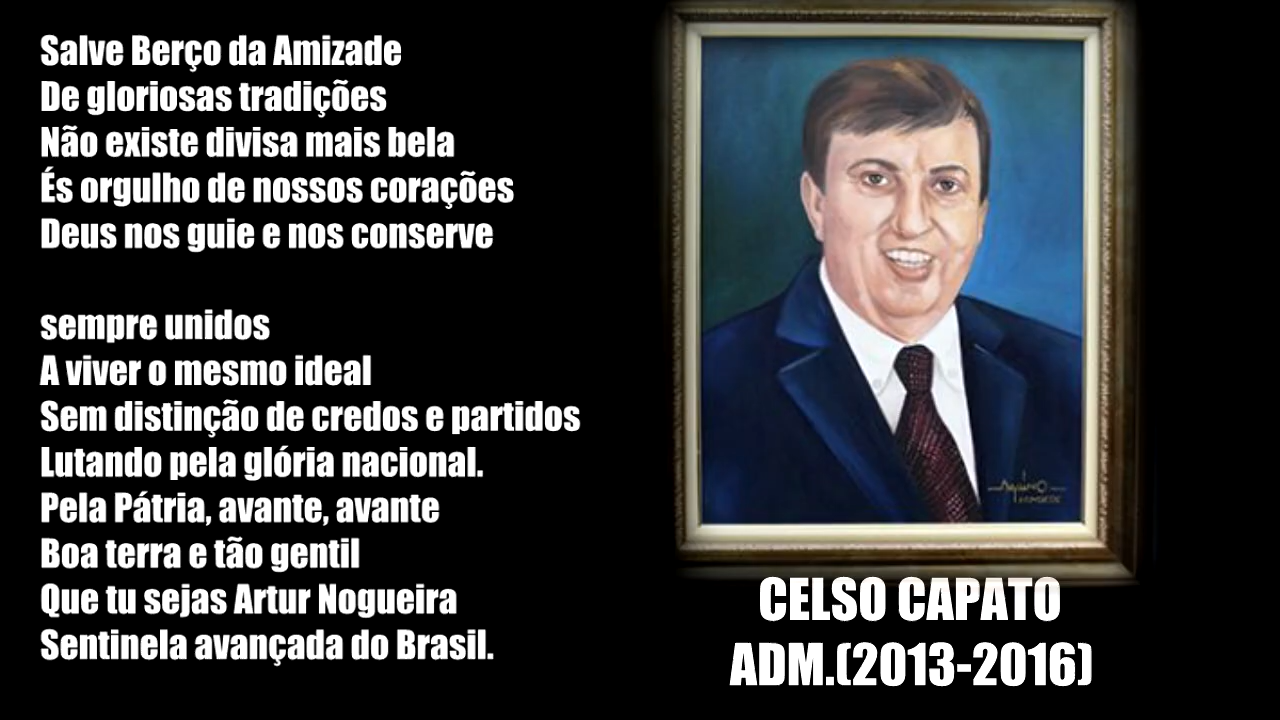 Salve Berço da Amizade
De gloriosas tradições
Não existe divisa mais bela
És orgulho de nossos corações
Deus nos guie e nos conserve
sempre unidos
A viver o mesmo ideal
Sem distinção de credos e partidos
Lutando pela glória nacional.
Pela Pátria, avante, avante
Boa terra e tão gentil
Que tu sejas Artur Nogueira
Sentinela avançada do Brasil.
CELSO CAPATO
ADM.(2013-2016)